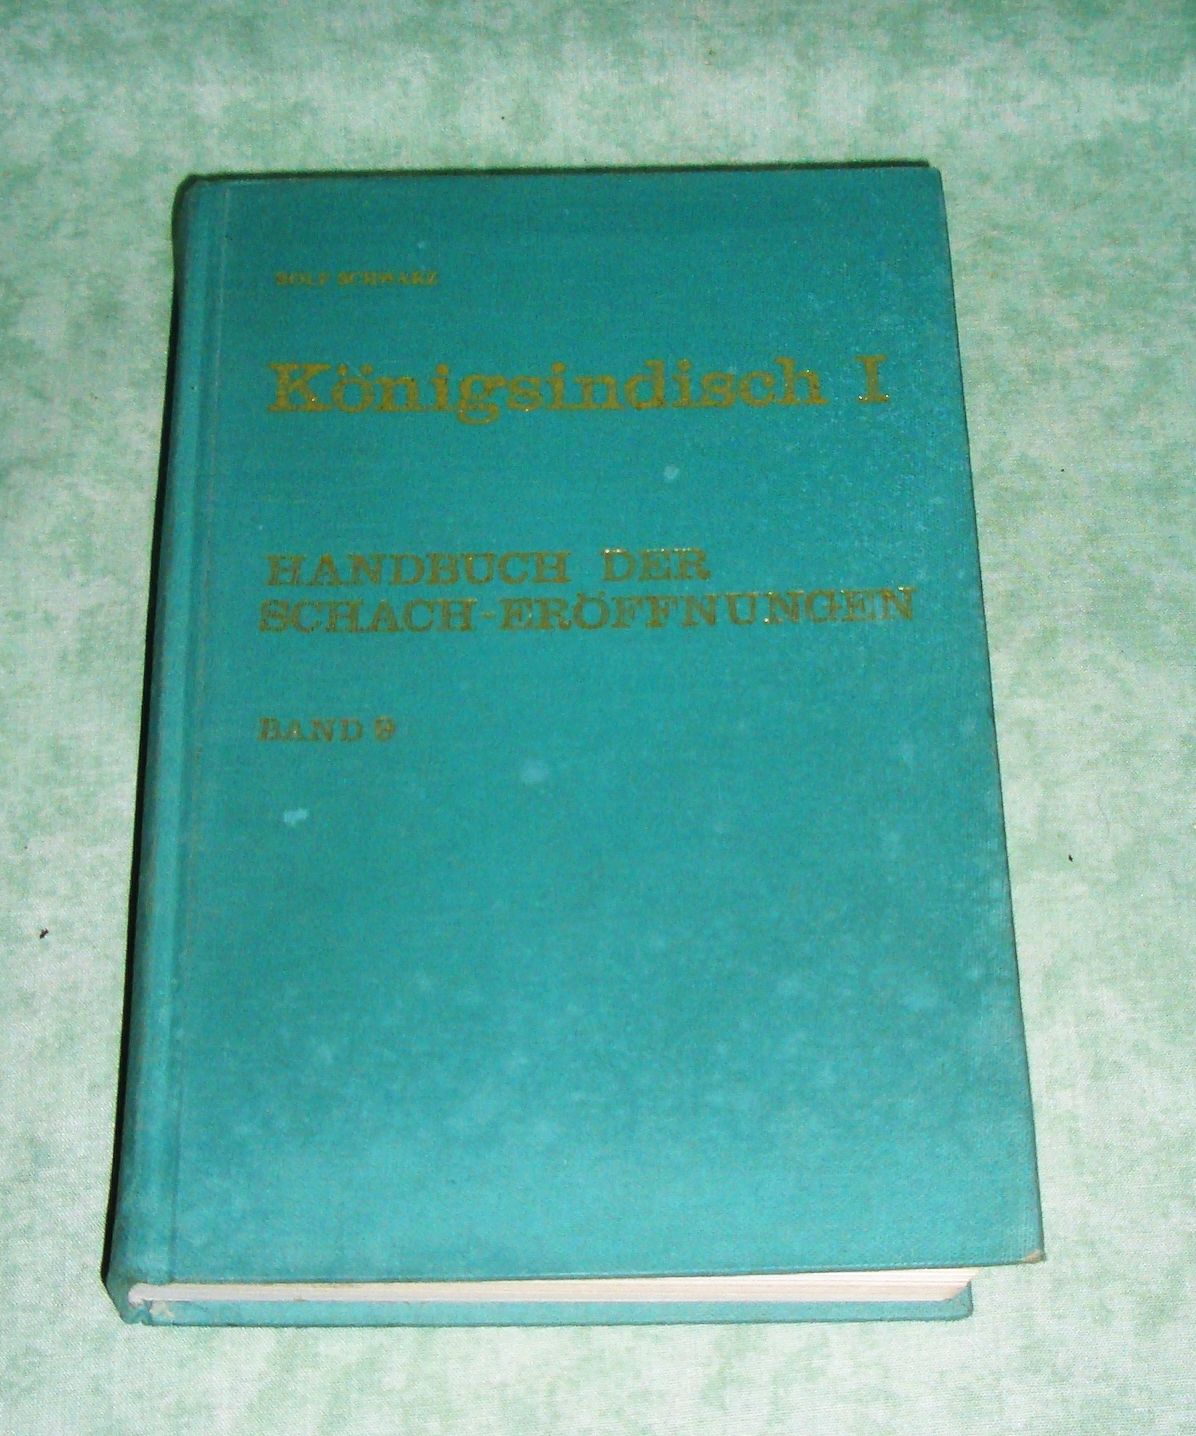 ROLF SCHWARZ
Königsindisch I
HANDBUCH DER
SCHACH-ERÖFFNUNGEN
BAND 9